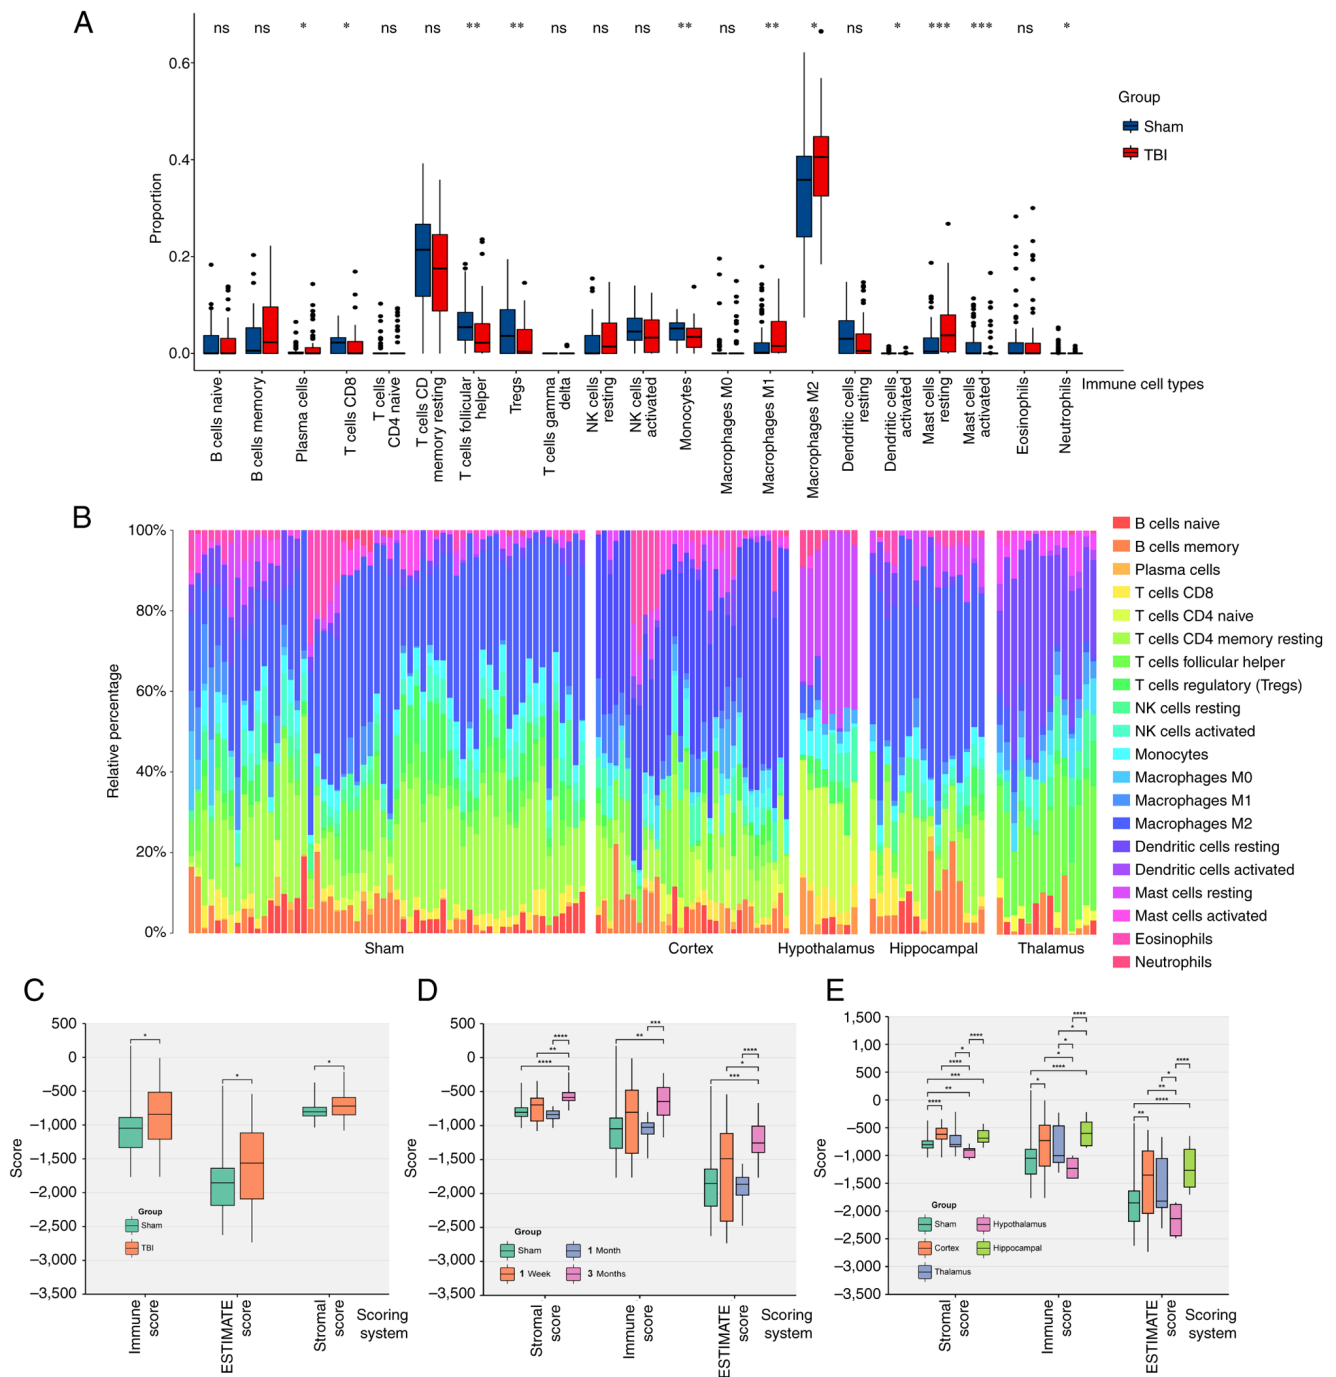 A
ns ns * * ns ns ** ** ns ns ns ** ns ** * ns * *** *** ns *
0.6
0.4
0.2
0.0
Proportion
Group
Sham
TBI
Immune cell types
B cells naive
B cells memory
Plasma cells
T cells CD8
T cells
CD4 naive
T cells CD
memory resting
T cells follicular
helper
Tregs
T cells gamma
delta
NK cells
resting
NK cells
activated
Monocytes
Macrophages M0
Macrophages M1
Macrophages M2
Dendritic cells
resting
Dendritic cells
activated
Mast cells
resting
Mast cells
activated
Eosinophils
Neutrophils
B
100%
80%
60%
40%
20%
0%
Relative percentage
Sham
Cortex
Hypothalamus
Hippocampal
Thalamus
B cells naive
B cells memory
Plasma cells
T cells CD8
T cells CD4 naive
T cells CD4 memory resting
T cells follicular helper
T cells regulatory (Tregs)
NK cells resting
NK cells activated
Monocytes
Macrophages M0
Macrophages M1
Macrophages M2
Dendritic cells resting
Dendritic cells activated
Mast cells resting
Mast cells activated
Eosinophils
Neutrophils
C
500
0
–500
–1,000
–1,500
–2,000
–2,500
–3,000
–3,500
Score
* * *
Group
Sham
TBI
Immune
score
ESTIMATE
score
Stromal
score
Scoring
system
D
500
0
–500
–1,000
–1,500
–2,000
–2,500
–3,000
–3,500
Score
****
**
****
***
**
****
*
***
Group
Sham
1 Month
1 Week
3 Months
Stromal
score
Immune
score
ESTIMATE
score
Scoring
system
E
1,500
1,00
500
0
–500
–1,000
–1,500
–2,000
–2,500
–3,000
–3,500
Score
****
*
****
***
**
****
****
*
*
*
****
*
****
*
**
****
**
Group
Sham
Hypothalamus
Cortex
Hippocampal
Thalamus
Stromal
score
Immune
score
ESTIMATE
score
Scoring
system